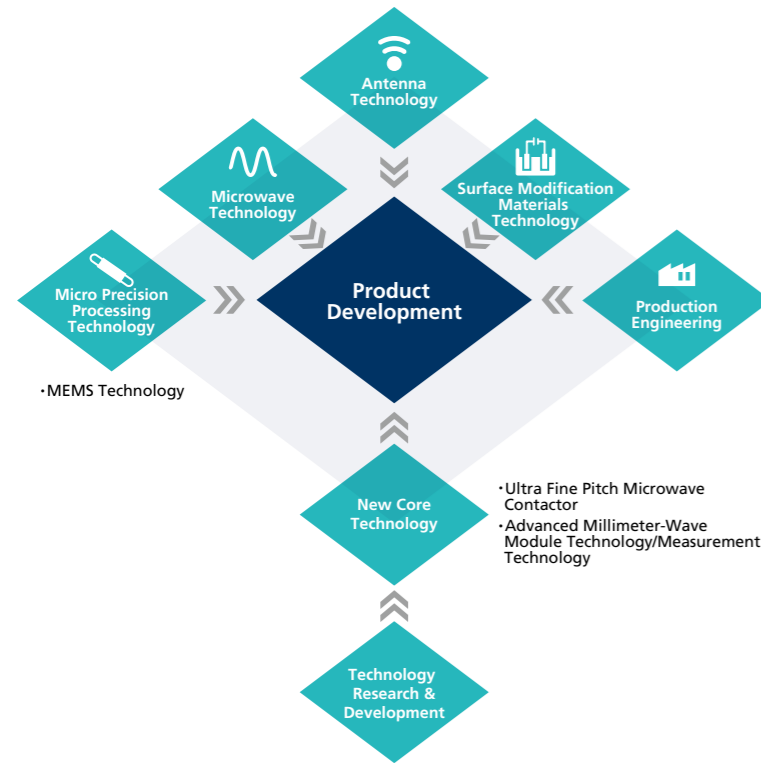 Antenna
Technology
Microwave
Technology
Surface Modification
Materials
Technology
Micro Precision
Processing
Technology
Product
Development
Production
Engineering
・MEMS Technology
New Core
Technology
・Ultra Fine Pitch Microwave
Contactor
・Advanced Millimeter-Wave
Module Technology/Measurement
Technology
Technology
Research &
Development